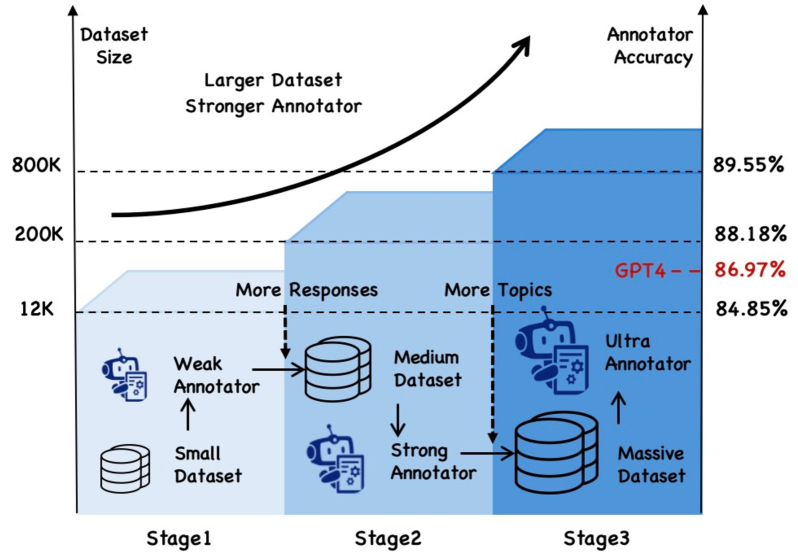 Dataset
Size
Annotator
Accuracy
Larger Dataset
Stronger Annotator
800K
89.55%
200K
88.18%
GPT4
86.97%
More Responses
More Topics
12K
84.85%
Weak
Annotator
Small
Dataset
Medium
Dataset
Strong
Annotator
Ultra
Annotator
Massive
Dataset
Stage1
Stage2
Stage3